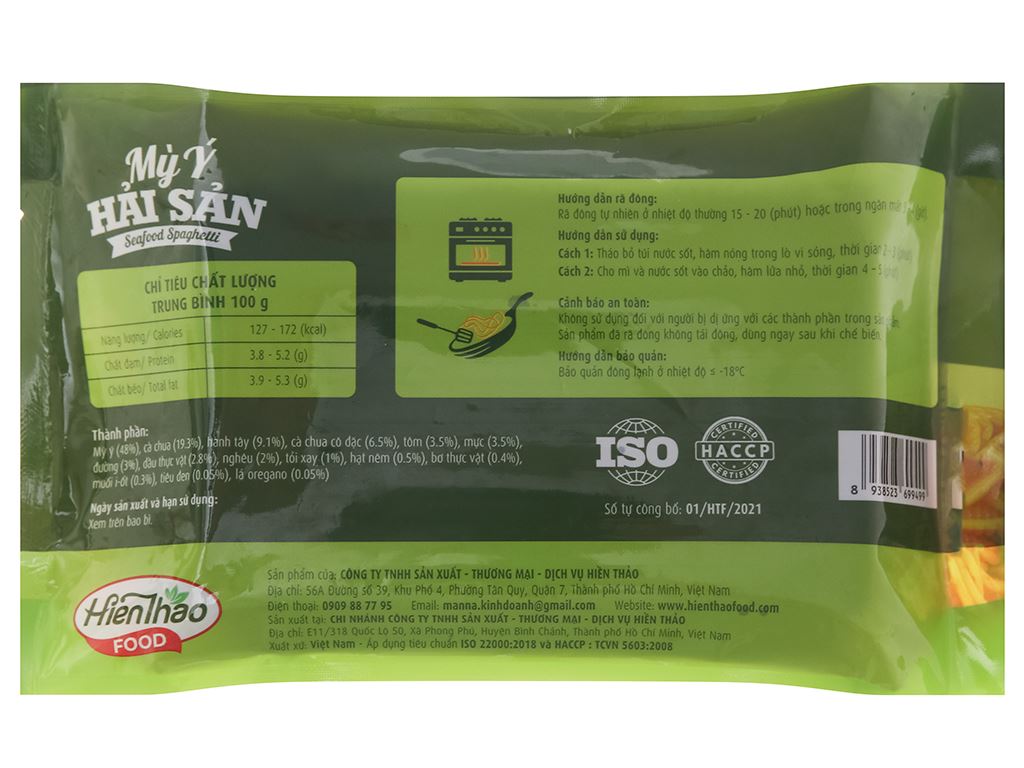 Mỳ Ý
HẢI SẢN
Seafood Spaghetti
CHỈ TIÊU CHẤT LƯỢNG
TRUNG BÌNH 100 g
Năng lượng/ Calories 127 - 172 (kcal)
Chất đạm/ Protein 3.8 - 5.2 (g)
Chất béo/ Total fat 3.9 - 5.3 (g)
Thành phần:
Mỳ ý (48%), cà chua (19.3%), hành tây (9.1%), cà chua cô đặc (6.5%), tôm (3.5%), mực (3.5%),
đường (3%), dầu thực vật (2.8%), nghêu (2%), tỏi xay (1%), hạt nêm (0.5%), bơ thực vật (0.4%),
muối i-ốt (0.3%), tiêu đen (0.05%), lá oregano (0.05%)
Ngày sản xuất và hạn sử dụng:
Xem trên bao bì.
Hướng dẫn rã đông:
Rã đông tự nhiên ở nhiệt độ thường 15 - 20 (phút) hoặc trong ngăn mát
Hướng dẫn sử dụng:
Cách 1: Tháo bỏ túi nước sốt, hâm nóng trong lò vi sóng, thời gian 2 - 3 (phút)
Cách 2: Cho mì và nước sốt vào chảo, hâm lửa nhỏ, thời gian 4 - 5 (phút)
Cảnh báo an toàn:
Không sử dụng đối với người bị dị ứng với các thành phần trong sản phẩm.
Sản phẩm đã rã đông không tái đông, dùng ngay sau khi chế biến.
Hướng dẫn bảo quản:
Bảo quản đông lạnh ở nhiệt độ ≤ -18°C
ISO
CERTIFIED
HACCP
CERTIFIED
Số tự công bố: 01/HTF/2021
8 938523 699499
HiềnThảo
FOOD
Sản phẩm của: CÔNG TY TNHH SẢN XUẤT - THƯƠNG MẠI - DỊCH VỤ HIỀN THẢO
Địa chỉ: 56A Đường số 39, Khu Phố 4, Phường Tân Quy, Quận 7, Thành phố Hồ Chí Minh, Việt Nam
Điện thoại: 0909 88 77 95 Email: manna.kinhdoanh@gmail.com Website: www.hienthaofood.com
Sản xuất tại: CHI NHÁNH CÔNG TY TNHH SẢN XUẤT - THƯƠNG MẠI - DỊCH VỤ HIỀN THẢO
Địa chỉ: E11/318 Quốc Lộ 50, Xã Phong Phú, Huyện Bình Chánh, Thành phố Hồ Chí Minh, Việt Nam
Xuất xứ: Việt Nam - Áp dụng tiêu chuẩn ISO 22000:2018 và HACCP : TCVN 5603:2008